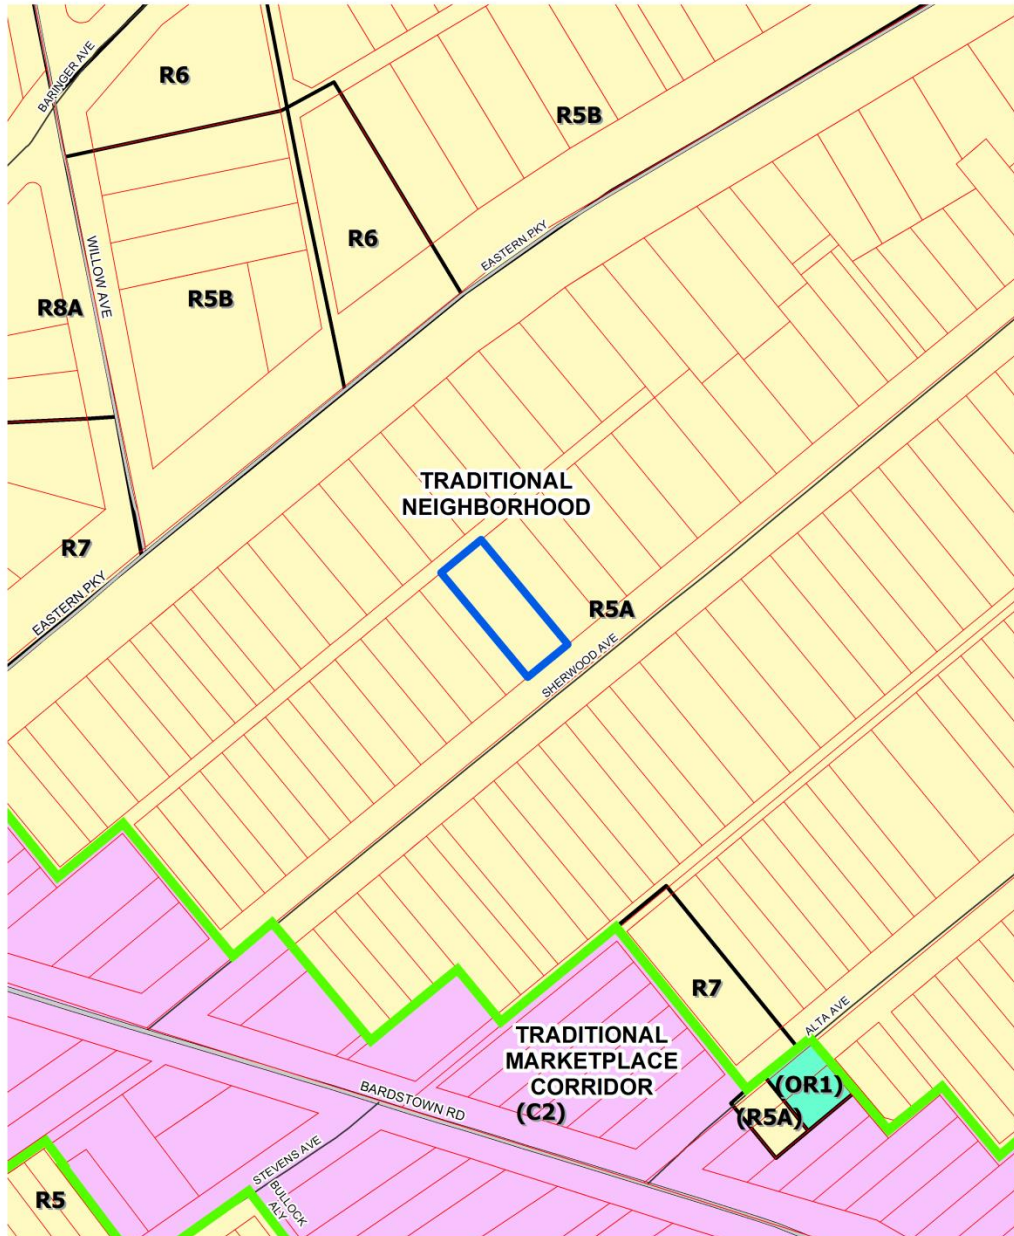 BARINGER AVE
R6
R5B
EASTERN PKY
R6
WILLOW AVE
R5B
R8A
TRADITIONAL
NEIGHBORHOOD
R7
EASTERN PKY
R5A
SHERWOOD AVE
R7
ALTA AVE
TRADITIONAL
MARKETPLACE
CORRIDOR
(C2)
(OR1)
(R5A)
BARDSTOWN RD
STEVENS AVE
BULLOCK
ALY
R5